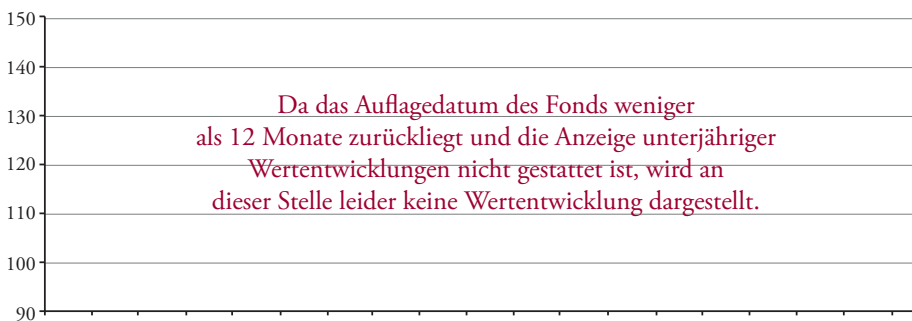 150
140
130
120
110
100
90
Da das Auflagedatum des Fonds weniger
als 12 Monate zurückliegt und die Anzeige unterjähriger
Wertentwicklungen nicht gestattet ist, wird an
dieser Stelle leider keine Wertentwicklung dargestellt.